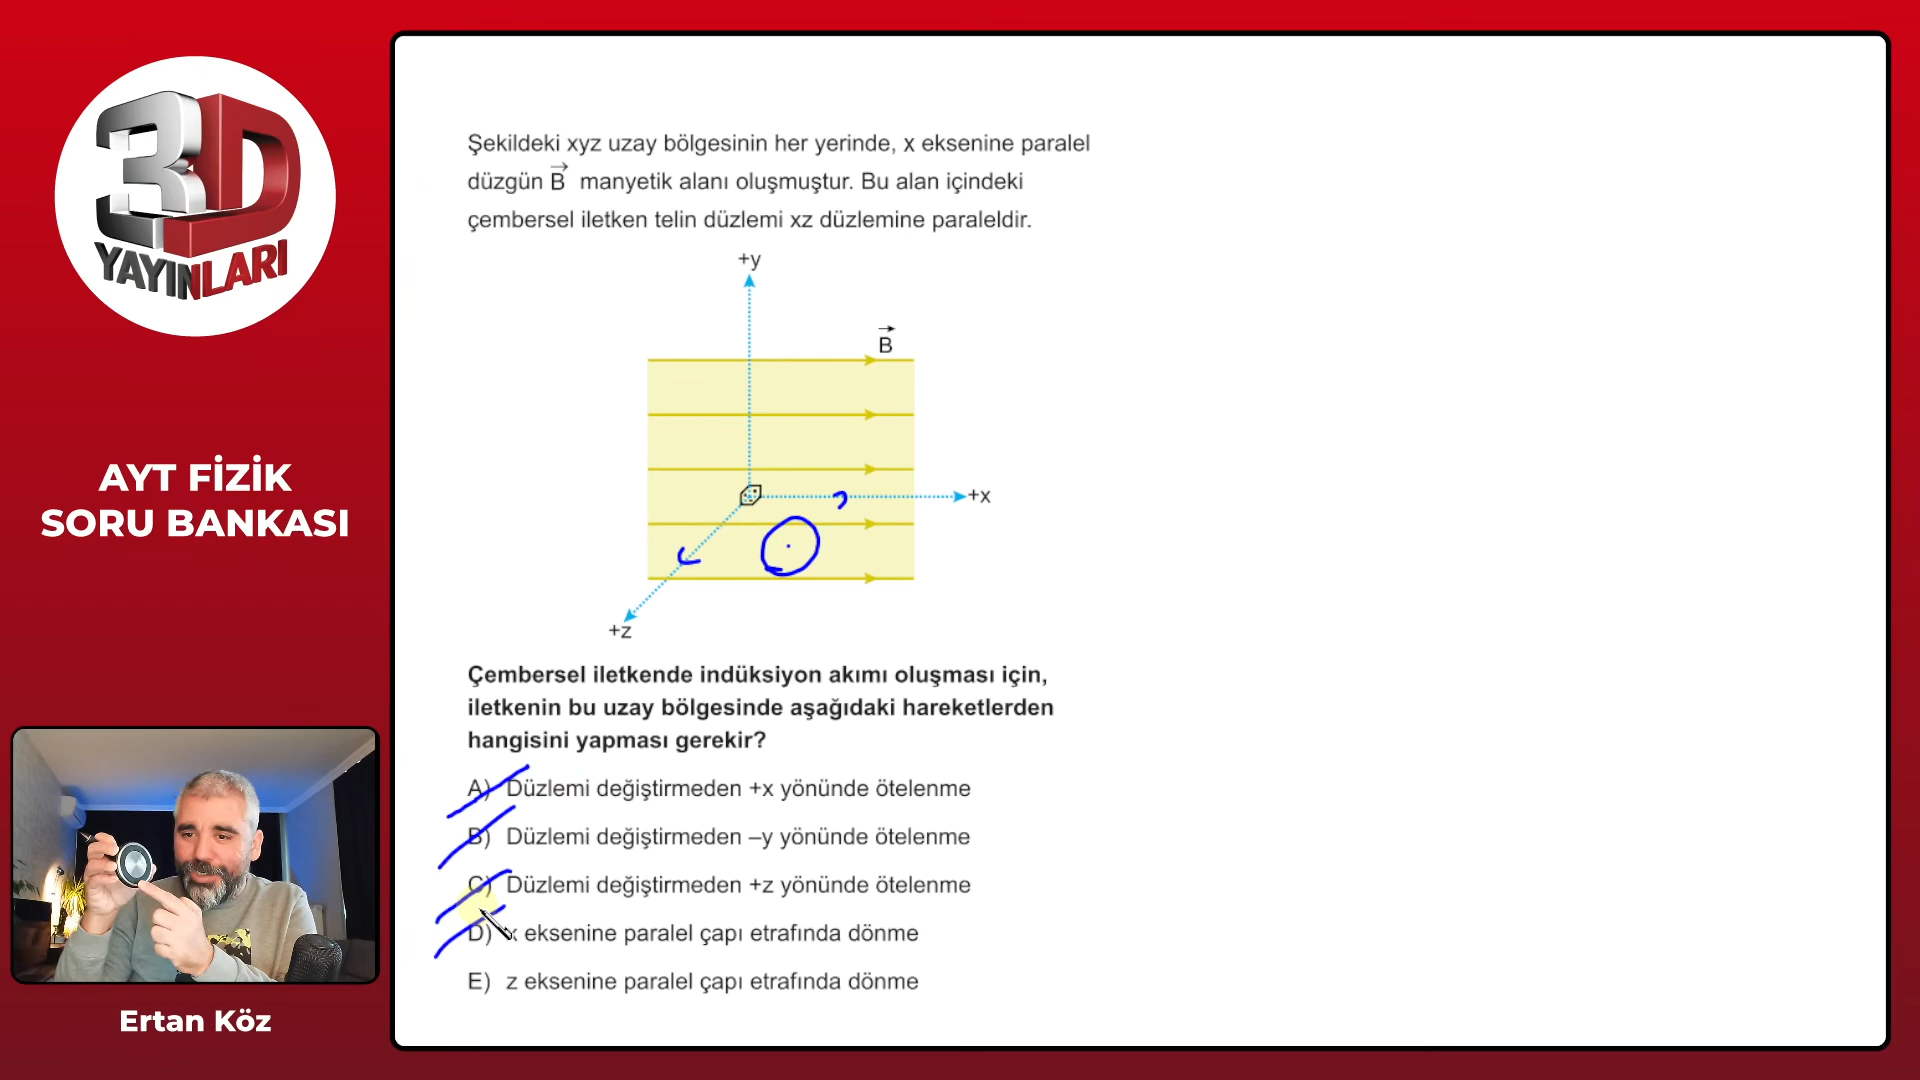 3D
YAYINLARI
AYT FİZİK
SORU BANKASI
Ertan Köz
Şekildeki xyz uzay bölgesinin her yerinde, x eksenine paralel
düzgün B⃗ manyetik alanı oluşmuştur. Bu alan içindeki
çembersel iletken telin düzlemi xz düzlemine paraleldir.
+y
B⃗
+x
+z
Çembersel iletkende indüksiyon akımı oluşması için,
iletkenin bu uzay bölgesinde aşağıdaki hareketlerden
hangisini yapması gerekir?
A) Düzlemi değiştirmeden +x yönünde ötelenme
B) Düzlemi değiştirmeden –y yönünde ötelenme
C) Düzlemi değiştirmeden +z yönünde ötelenme
D) x eksenine paralel çapı etrafında dönme
E) z eksenine paralel çapı etrafında dönme